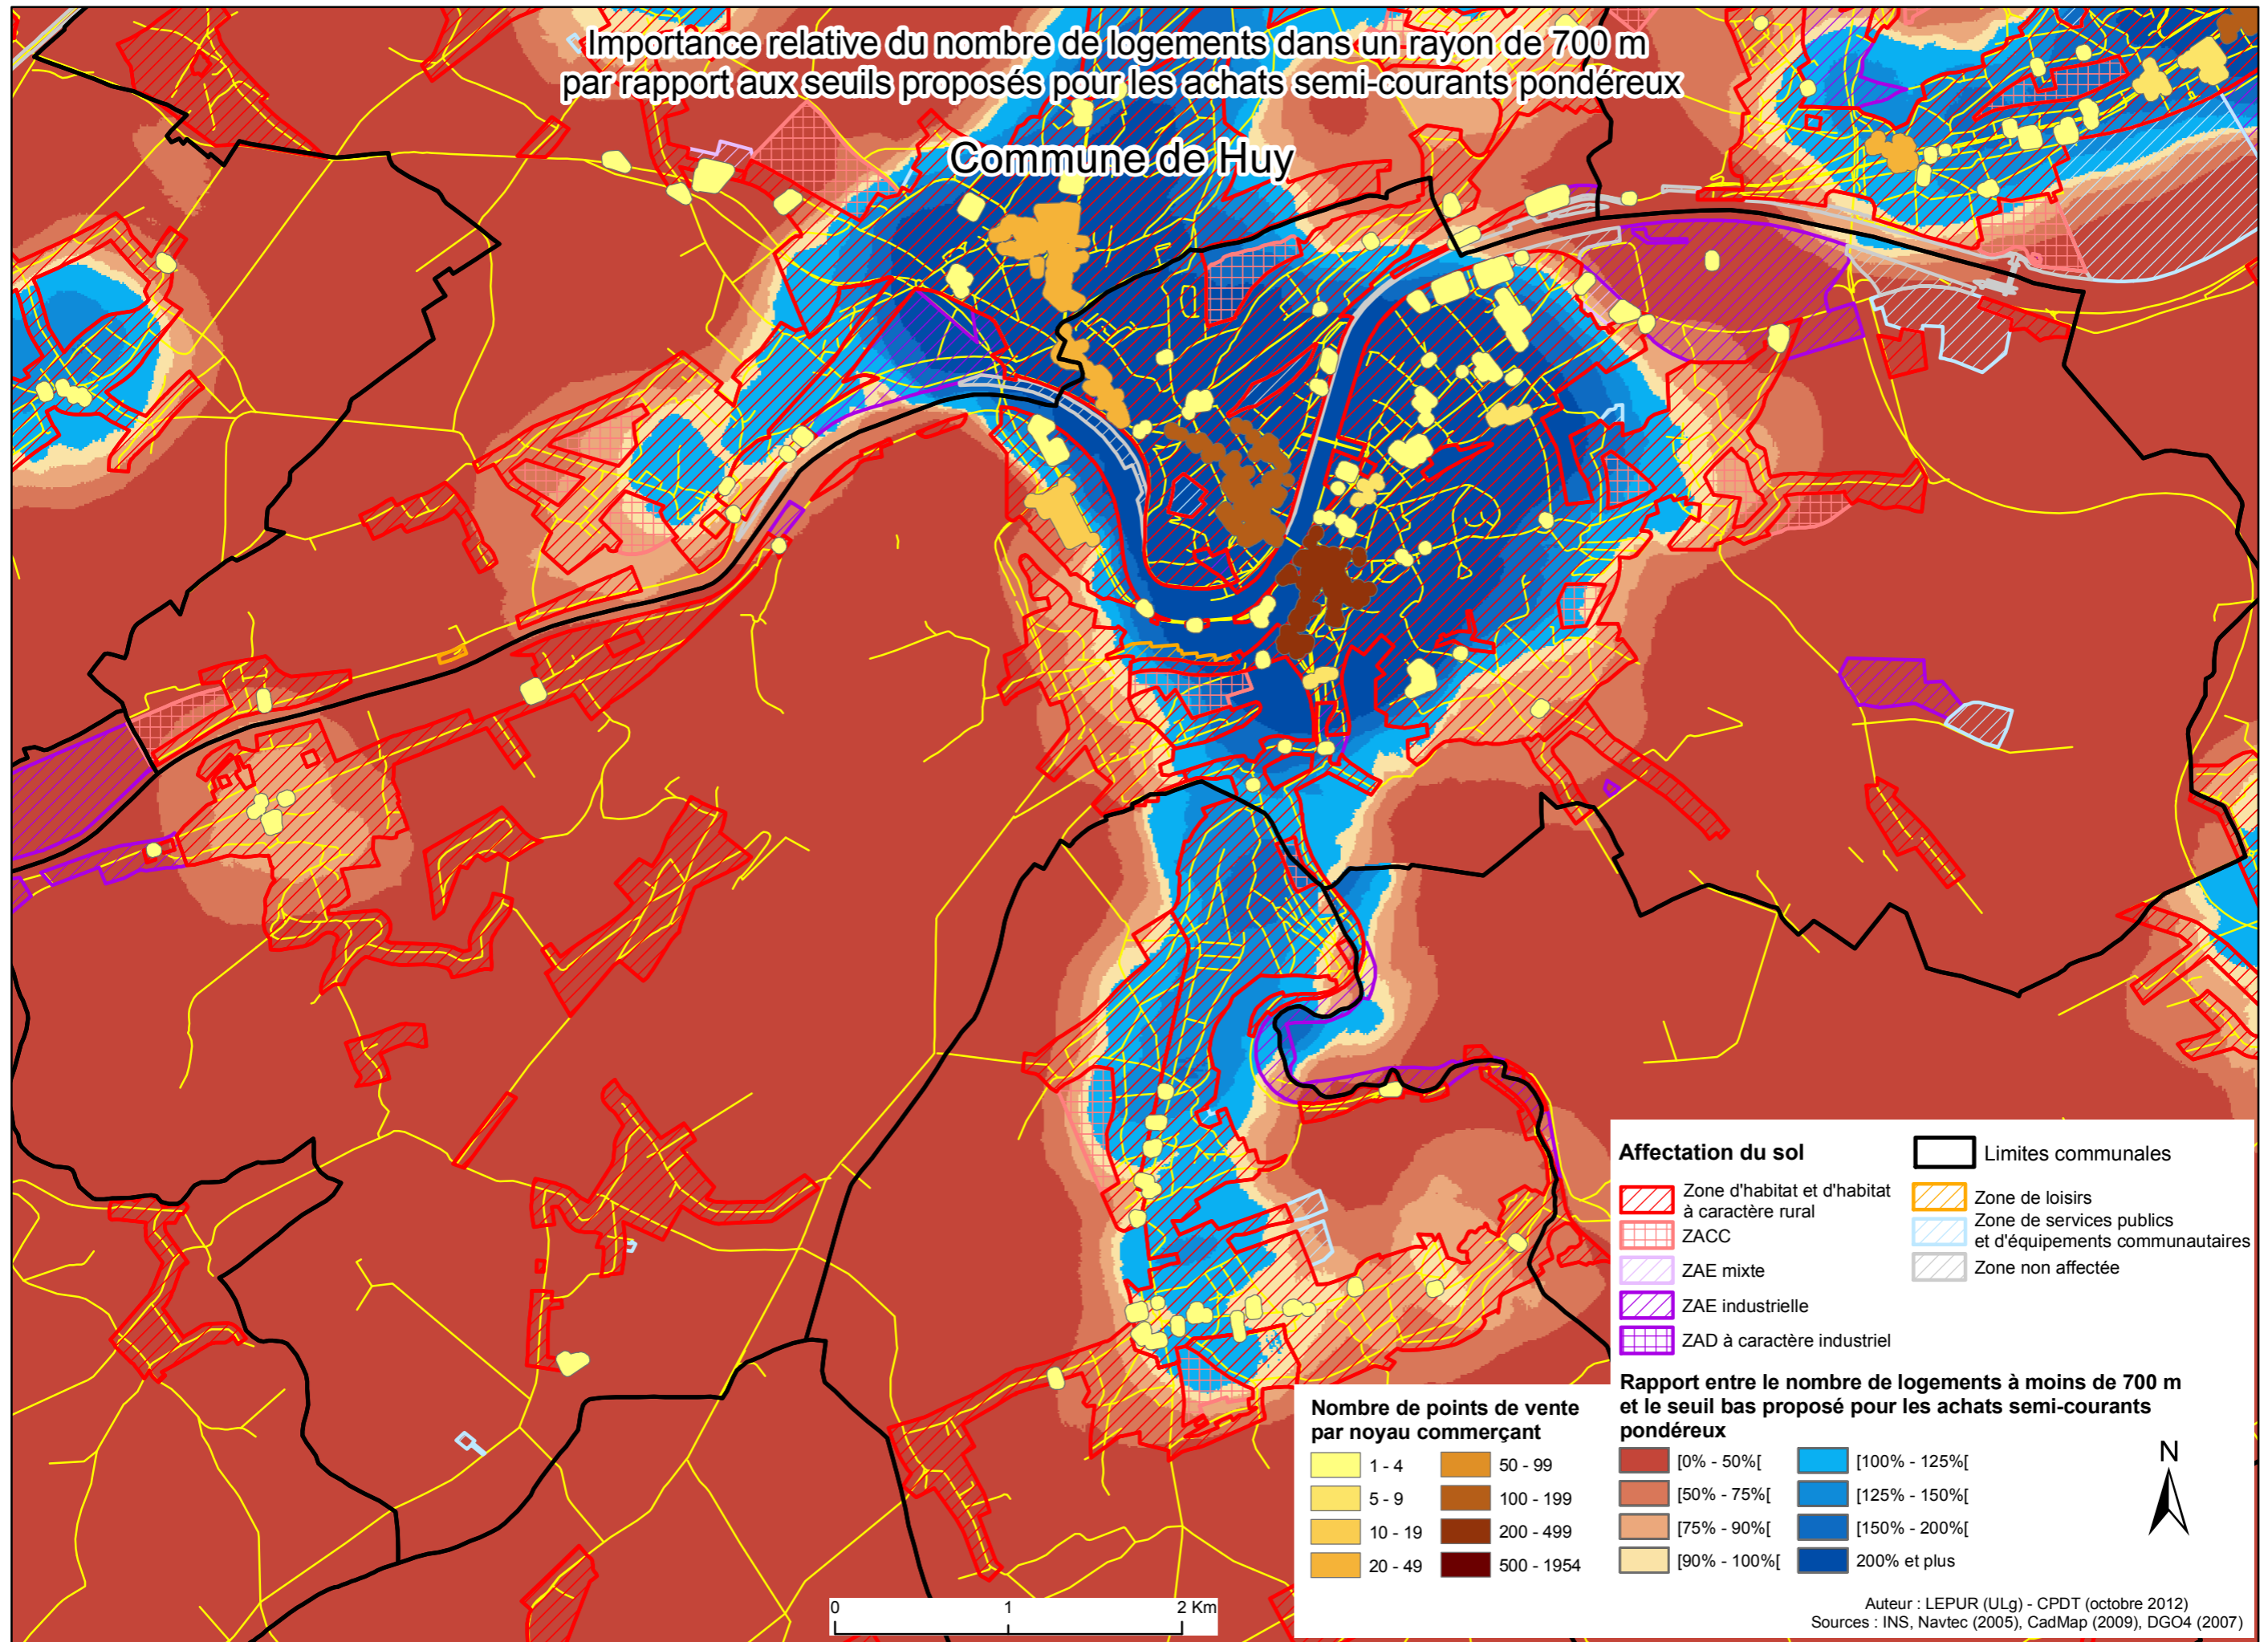 Importance relative du nombre de logements dans un rayon de 700 m
par rapport aux seuils proposés pour les achats semi-courants pondéreux
Commune de Huy
Affectation du sol
Zone d'habitat et d'habitat
à caractère rural
ZACC
ZAE mixte
ZAE industrielle
ZAD à caractère industriel
Limites communales
Zone de loisirs
Zone de services publics
et d'équipements communautaires
Zone non affectée
Nombre de points de vente
par noyau commerçant
1 - 4
5 - 9
10 - 19
20 - 49
50 - 99
100 - 199
200 - 499
500 - 1954
Rapport entre le nombre de logements à moins de 700 m
et le seuil bas proposé pour les achats semi-courants
pondéreux
[0% - 50%[
[50% - 75%[
[75% - 90%[
[90% - 100%[
[100% - 125%[
[125% - 150%[
[150% - 200%[
200% et plus
N
0 1 2 Km
Auteur : LEPUR (ULg) - CPDT (octobre 2012)
Sources : INS, Navtec (2005), CadMap (2009), DGO4 (2007)